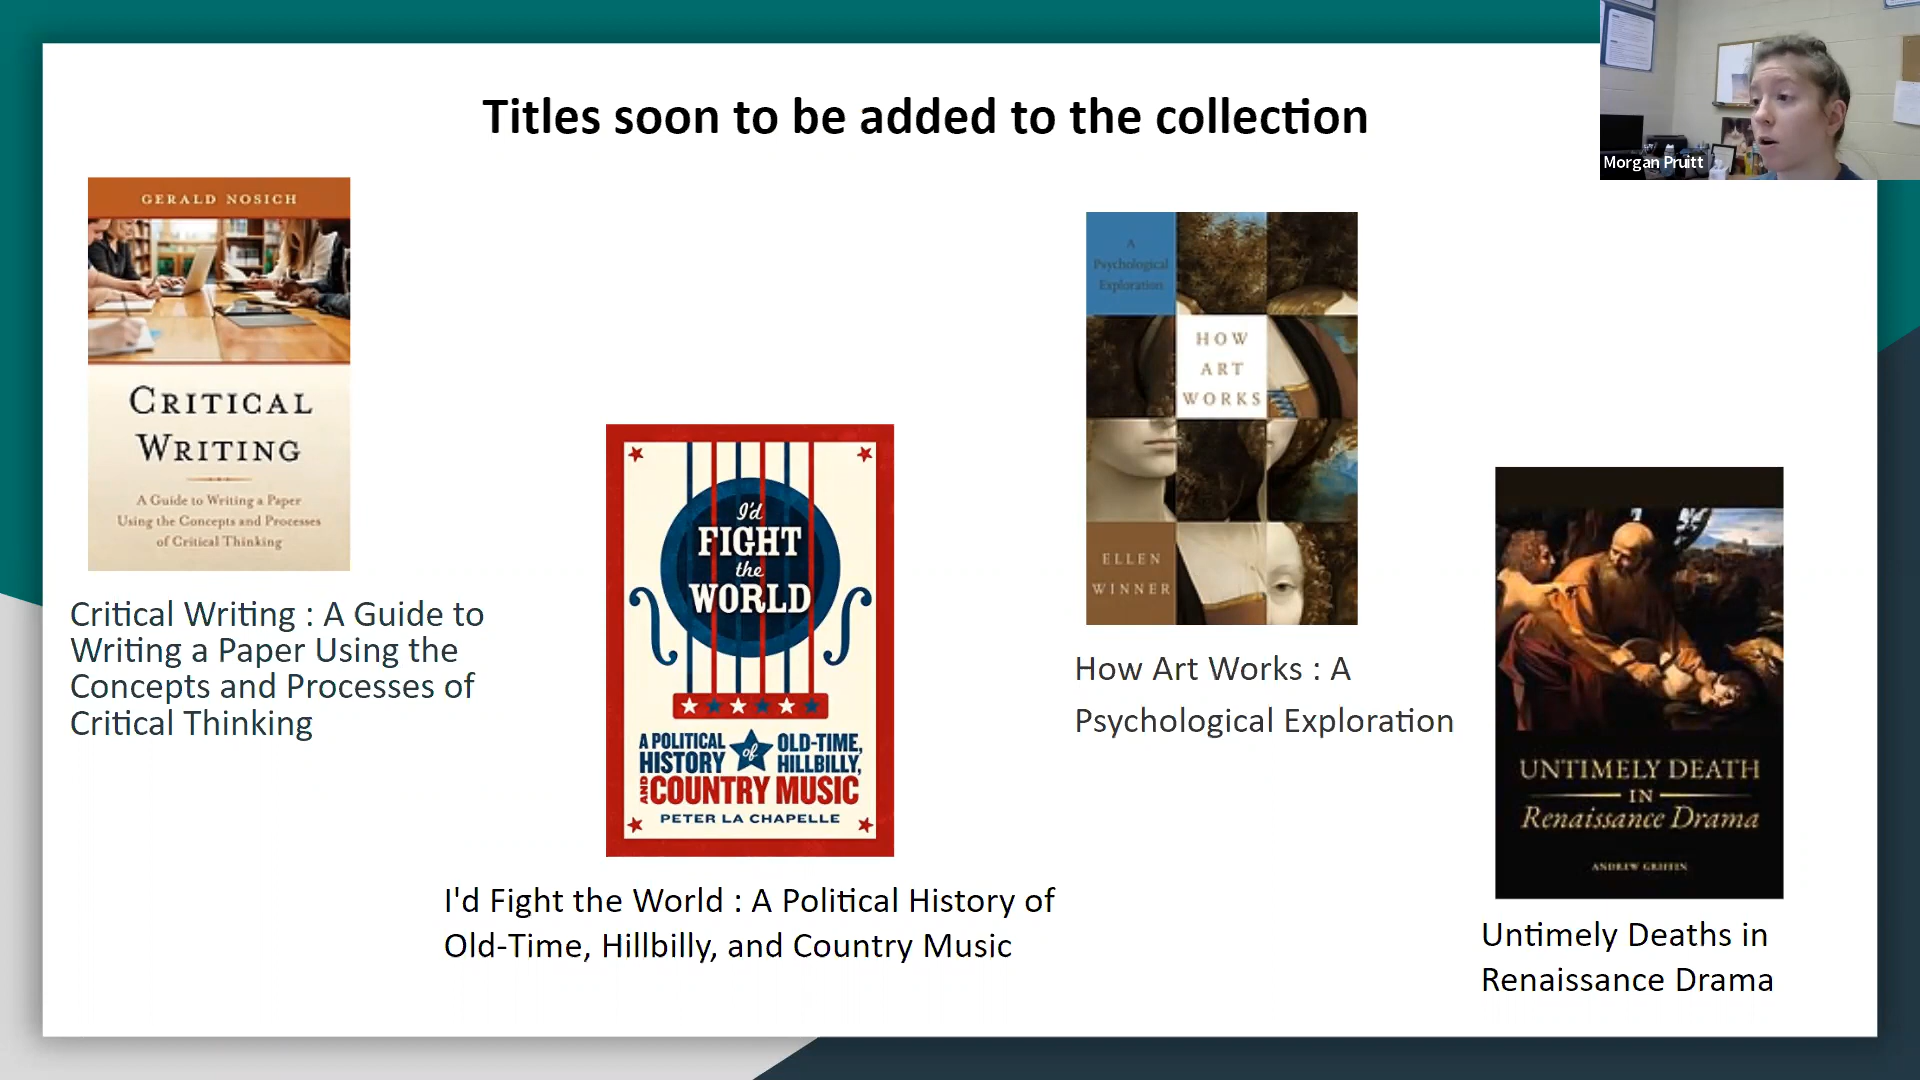 Titles soon to be added to the collection
Morgan Pruitt
GERALD NOSICH
CRITICAL
WRITING
A Guide to Writing a Paper
Using the Concepts and Processes
of Critical Thinking
Critical Writing : A Guide to
Writing a Paper Using the
Concepts and Processes of
Critical Thinking
I'd
FIGHT
the
WORLD
A POLITICAL
HISTORY
of
OLD-TIME,
HILLBILLY,
AND
COUNTRY MUSIC
PETER LA CHAPELLE
I'd Fight the World : A Political History of
Old-Time, Hillbilly, and Country Music
A
Psychological
Exploration
HOW
ART
WORKS
ELLEN
WINNER
How Art Works : A
Psychological Exploration
UNTIMELY DEATH
IN
Renaissance Drama
ANDREW GRIFFIN
Untimely Deaths in
Renaissance Drama